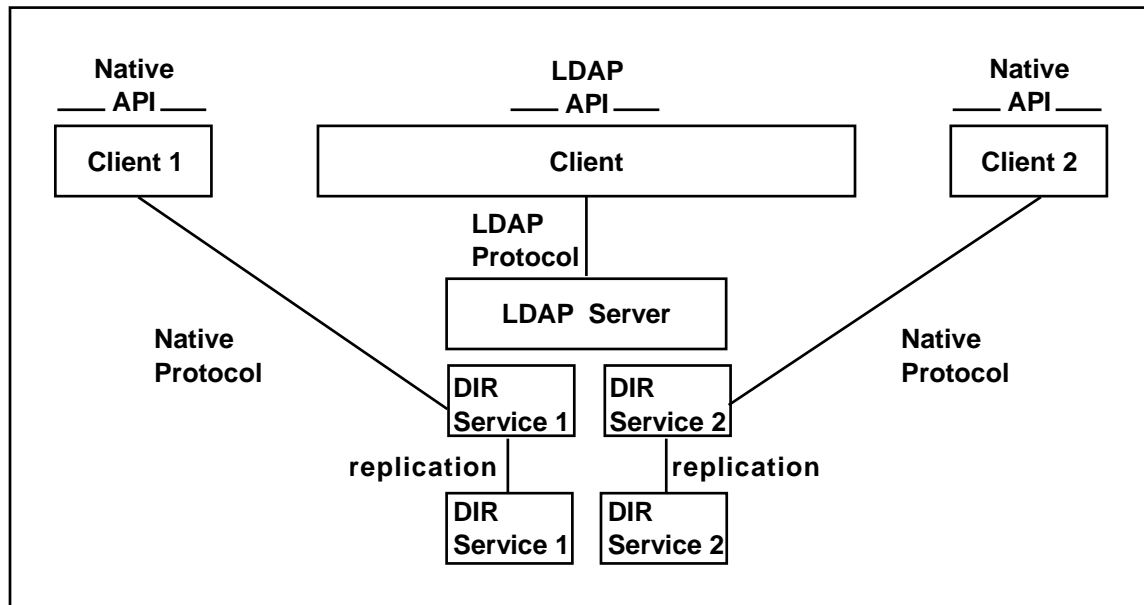 Native
API
LDAP
API
Native
API
Client 1
Client
Client 2
LDAP
Protocol
LDAP Server
Native
Protocol
Native
Protocol
DIR
Service 1
DIR
Service 2
replication
replication
DIR
Service 1
DIR
Service 2